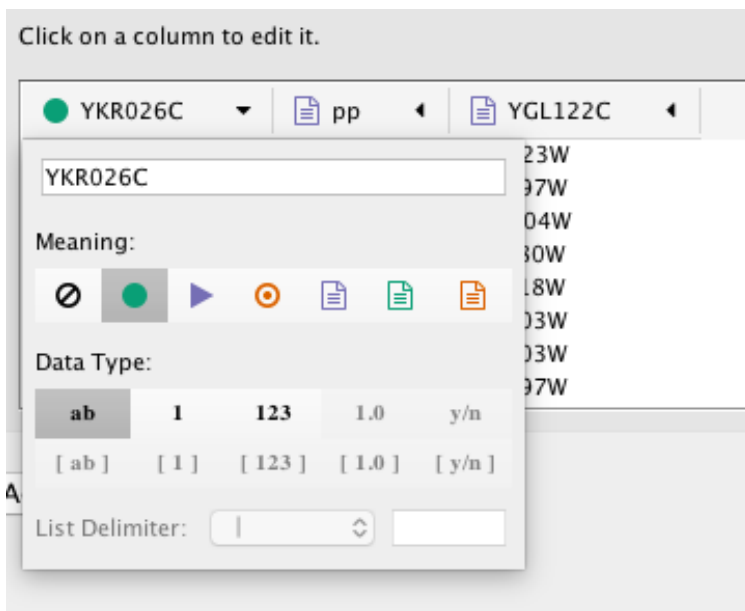 Click on a column to edit it.
YKR026C pp YGL122C
YKR026C
23W
97W
04W
Meaning:
30W
18W
03W
Data Type:
03W
97W
ab 1 123 1.0 y/n
[ ab ] [ 1 ] [ 123 ] [ 1.0 ] [ y/n ]
A
List Delimiter: |